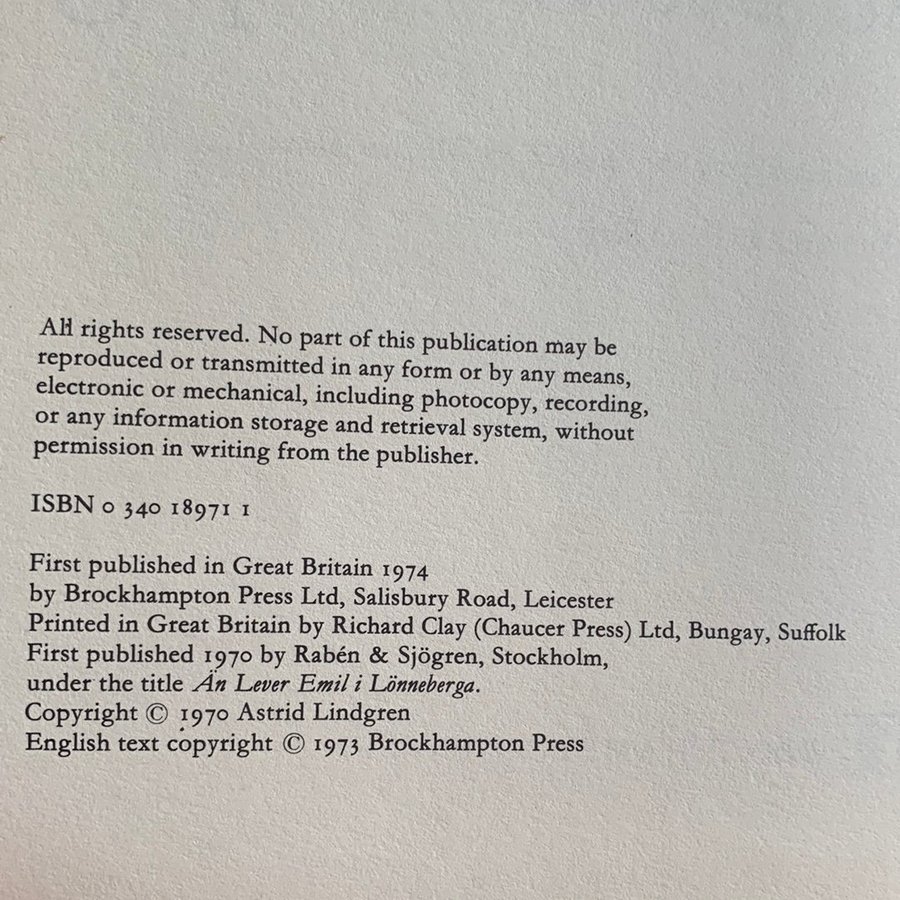 All rights reserved. No part of this publication may be
reproduced or transmitted in any form or by any means,
electronic or mechanical, including photocopy, recording,
or any information storage and retrieval system, without
permission in writing from the publisher.
ISBN 0 340 18971 1
First published in Great Britain 1974
by Brockhampton Press Ltd, Salisbury Road, Leicester
Printed in Great Britain by Richard Clay (Chaucer Press) Ltd, Bungay, Suffolk
First published 1970 by Rabén & Sjögren, Stockholm,
under the title Än Lever Emil i Lönneberga.
Copyright © 1970 Astrid Lindgren
English text copyright © 1973 Brockhampton Press